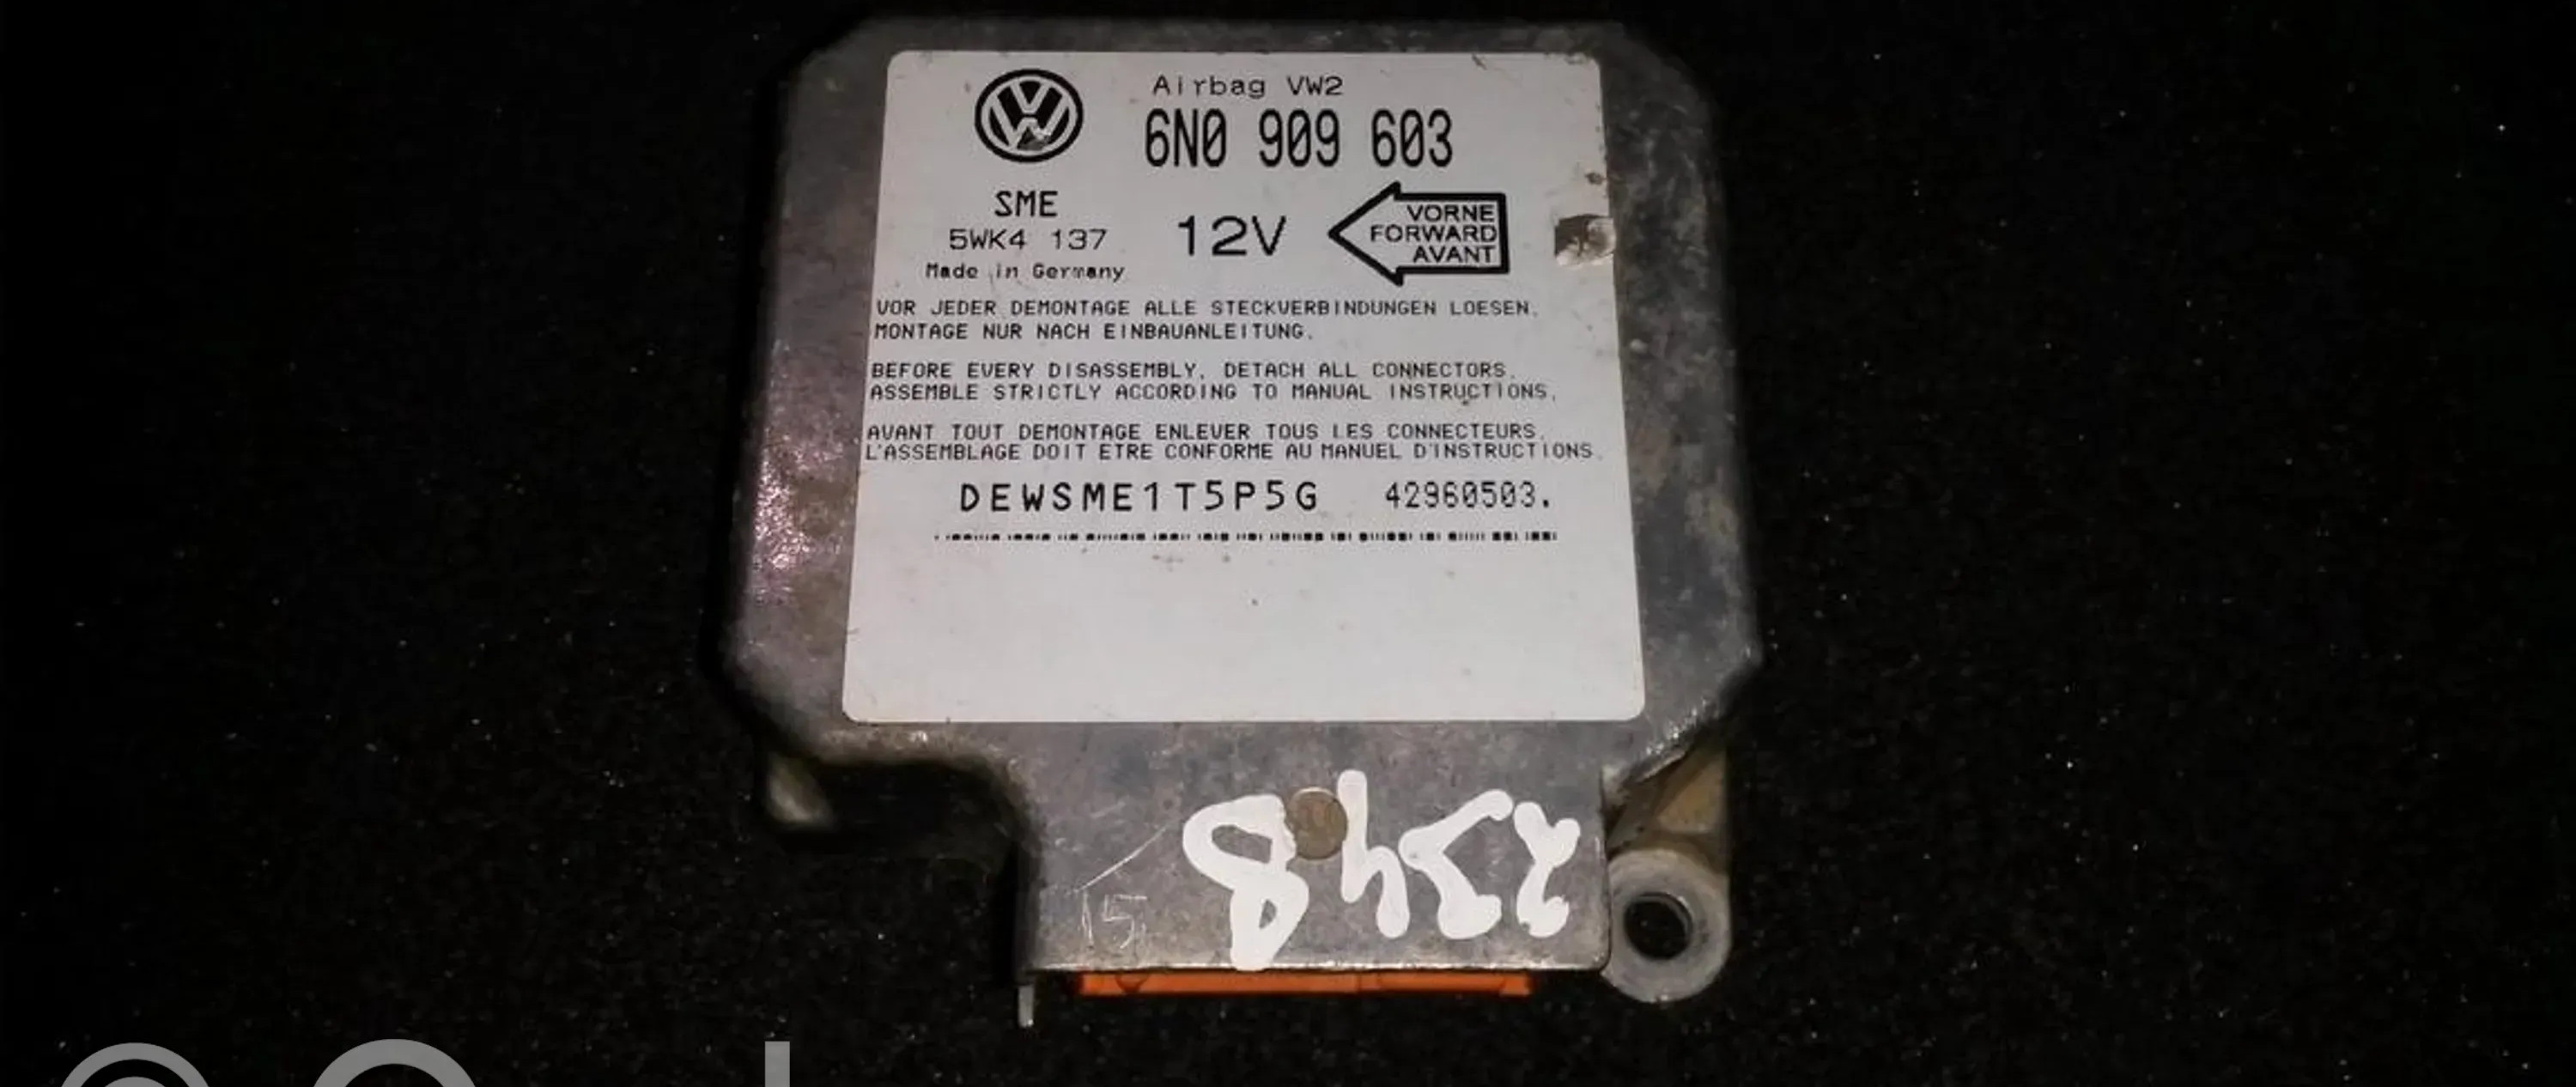 Airbag VW2
6N0 909 603
SME
5WK4 137
Made in Germany
12V
VORNE
FORWARD
AVANT
VOR JEDER DEMONTAGE ALLE STECKVERBINDUNGEN LOESEN.
MONTAGE NUR NACH EINBAUANLEITUNG.
BEFORE EVERY DISASSEMBLY, DETACH ALL CONNECTORS.
ASSEMBLE STRICTLY ACCORDING TO MANUAL INSTRUCTIONS.
AVANT TOUT DEMONTAGE ENLEVER TOUS LES CONNECTEURS.
L'ASSEMBLAGE DOIT ETRE CONFORME AU MANUEL D'INSTRUCTIONS.
DEWSME1T5P5G 42960503.
15